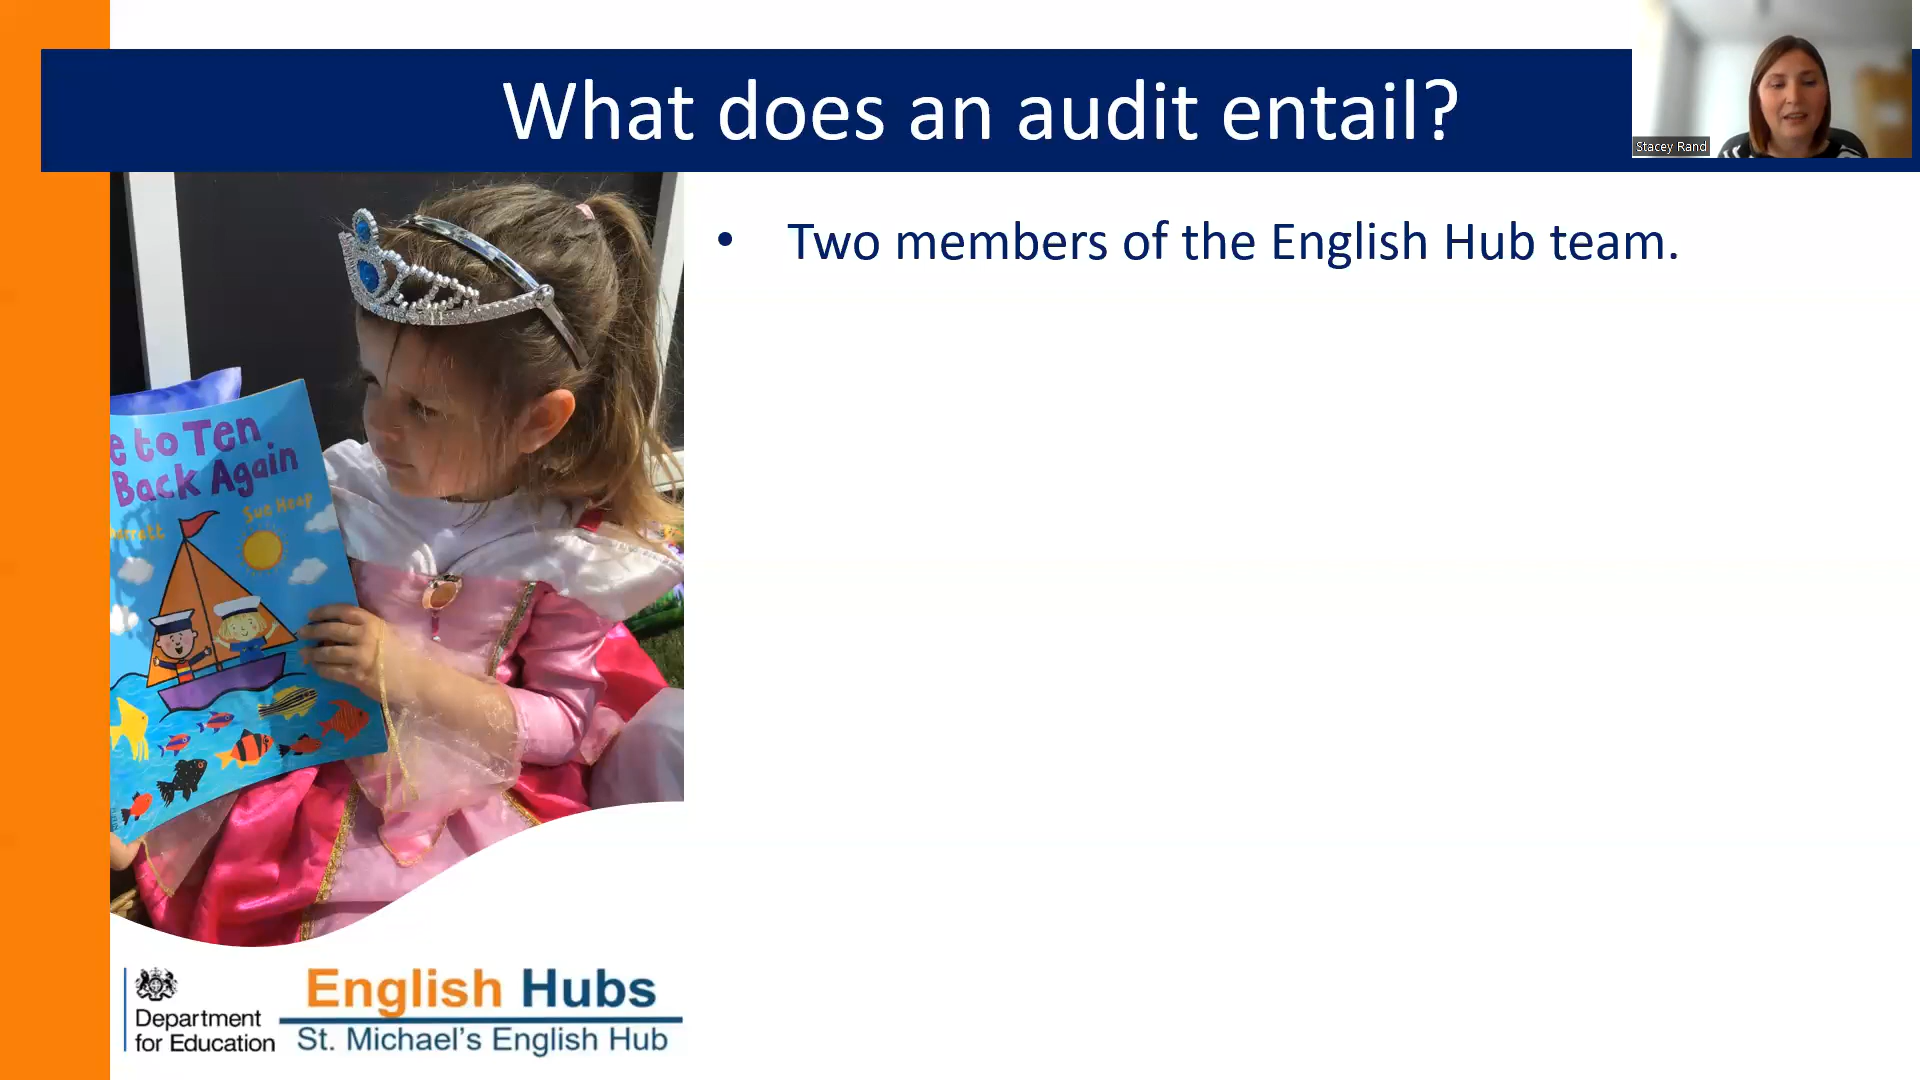 What does an audit entail?
Stacey Rand
• Two members of the English Hub team.
e to Ten
Back Again
arratt
Sue Heap
Department
for Education
English Hubs
St. Michael's English Hub